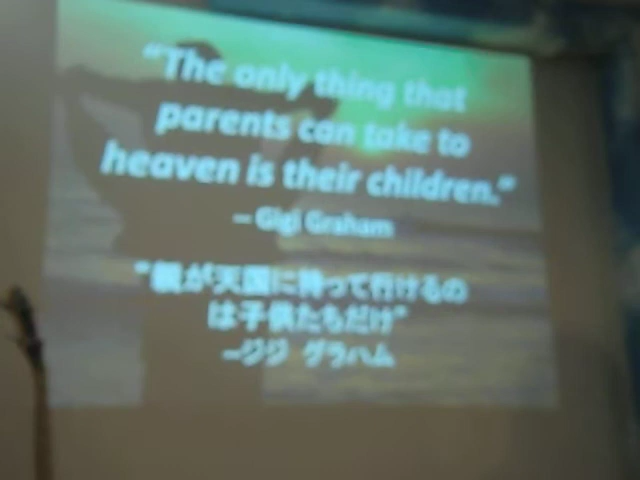 “The only thing that
parents can take to
heaven is their children.”
– Gigi Graham
“親が天国に持って行けるの
は子供たちだけ”
–ジジ グラハム